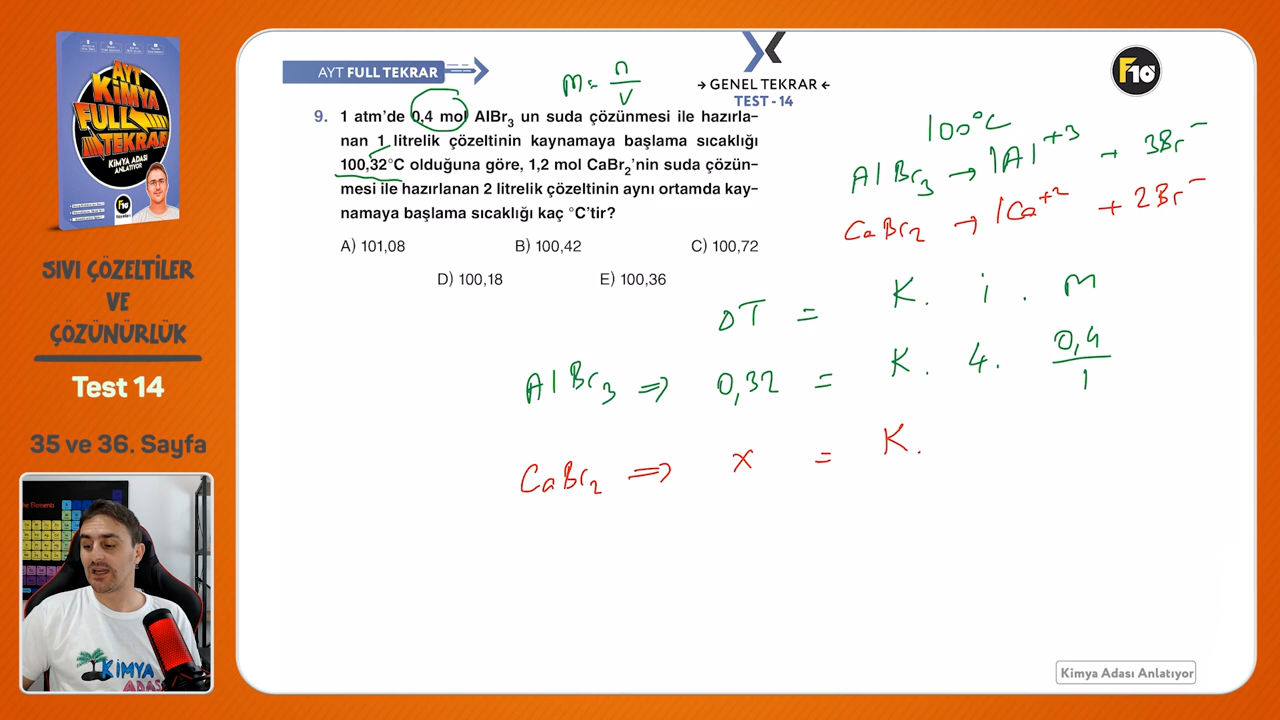 AYT
KİMYA
FULL
TEKRAR
KİMYA ADASI
ANLATIYOR
F10
SIVI ÇÖZELTİLER
VE
ÇÖZÜNÜRLÜK
Test 14
35 ve 36. Sayfa
AYT FULL TEKRAR
GENEL TEKRAR
TEST - 14
F10
M = n/V
9. 1 atm'de 0,4 mol AlBr₃ un suda çözünmesi ile hazırla-
nan 1 litrelik çözeltinin kaynamaya başlama sıcaklığı
100,32°C olduğuna göre, 1,2 mol CaBr₂'nin suda çözün-
mesi ile hazırlanan 2 litrelik çözeltinin aynı ortamda kay-
namaya başlama sıcaklığı kaç °C'tir?
A) 101,08 B) 100,42 C) 100,72
D) 100,18 E) 100,36
100°C
AlBr₃ → 1Al⁺³ + 3Br⁻
CaBr₂ → 1Ca⁺² + 2Br⁻
ΔT = K. i. M
AlBr₃ ⇒ 0,32 = K. 4. 0,4/1
CaBr₂ ⇒ x = K.
KİMYA
ADASI
Kimya Adası Anlatıyor